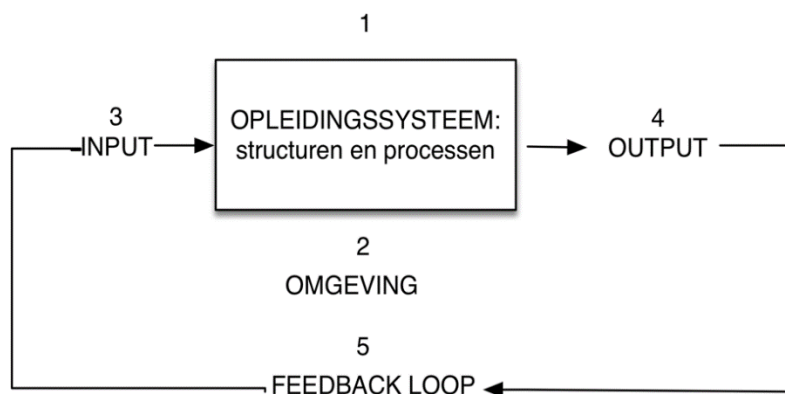 1
3
INPUT
OPLEIDINGSSYSTEEM:
structuren en processen
4
OUTPUT
2
OMGEVING
5
FEEDBACK LOOP